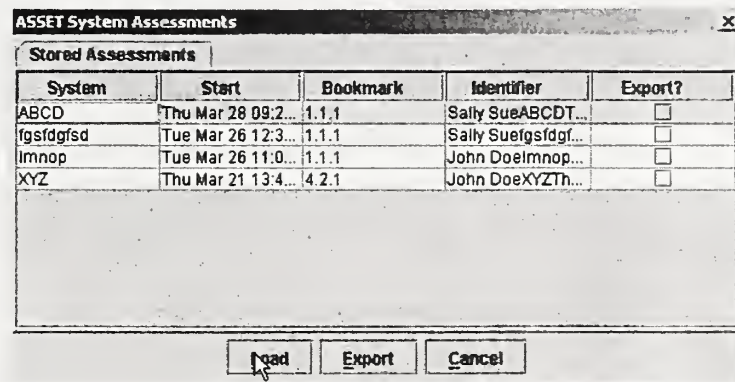 ASSET System Assessments
Stored Assessments
System Start Bookmark Identifier Export?
ABCD Thu Mar 28 09:2... 1.1.1 Sally SueABCDT...
fgsfdgfsd Tue Mar 26 12:3... 1.1.1 Sally Suefgsfdgf...
lmnop Tue Mar 26 11:0... 1.1.1 John Doelmnop...
XYZ Thu Mar 21 13:4... 4.2.1 John DoeXYZTh...
Load Export Cancel